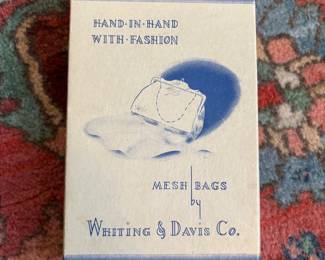 HAND·IN·HAND
WITH·FASHION
MESH BAGS
by
WHITING & DAVIS CO.